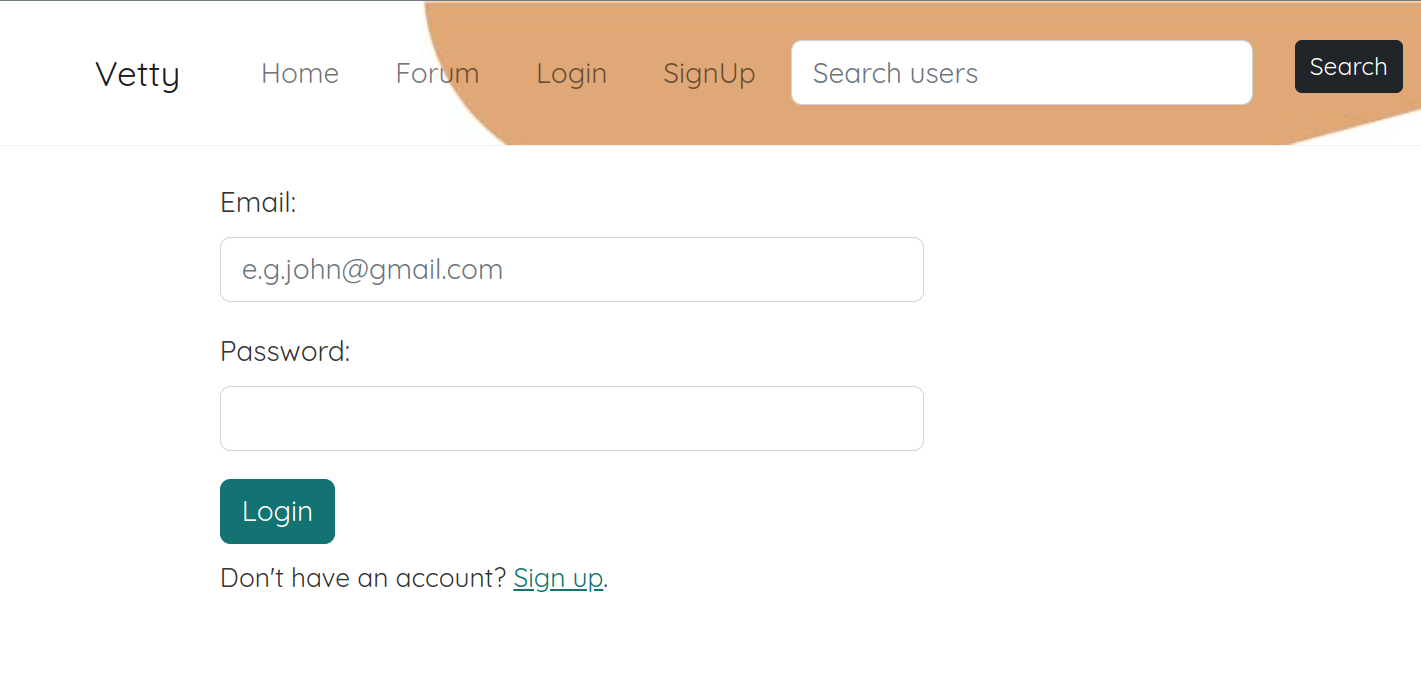 Vetty Home Forum Login SignUp Search users Search
Email:
e.g.john@gmail.com
Password:
Login
Don't have an account? Sign up.